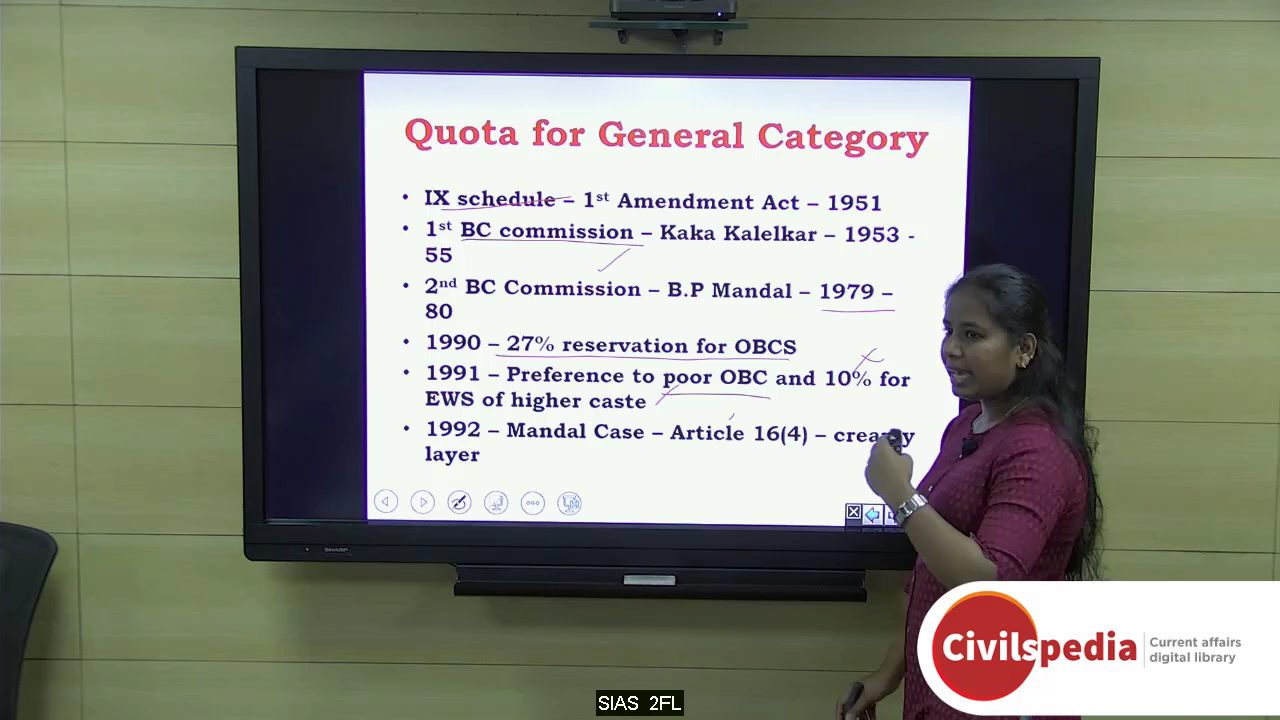 Quota for General Category
• IX schedule – 1st Amendment Act – 1951
• 1st BC commission – Kaka Kalelkar – 1953 -
55
• 2nd BC Commission – B.P Mandal – 1979 –
80
• 1990 – 27% reservation for OBCS
• 1991 – Preference to poor OBC and 10% for
EWS of higher caste
• 1992 – Mandal Case – Article 16(4) – creamy
layer
SHARP
Civilspedia
Current affairs
digital library
SIAS 2FL